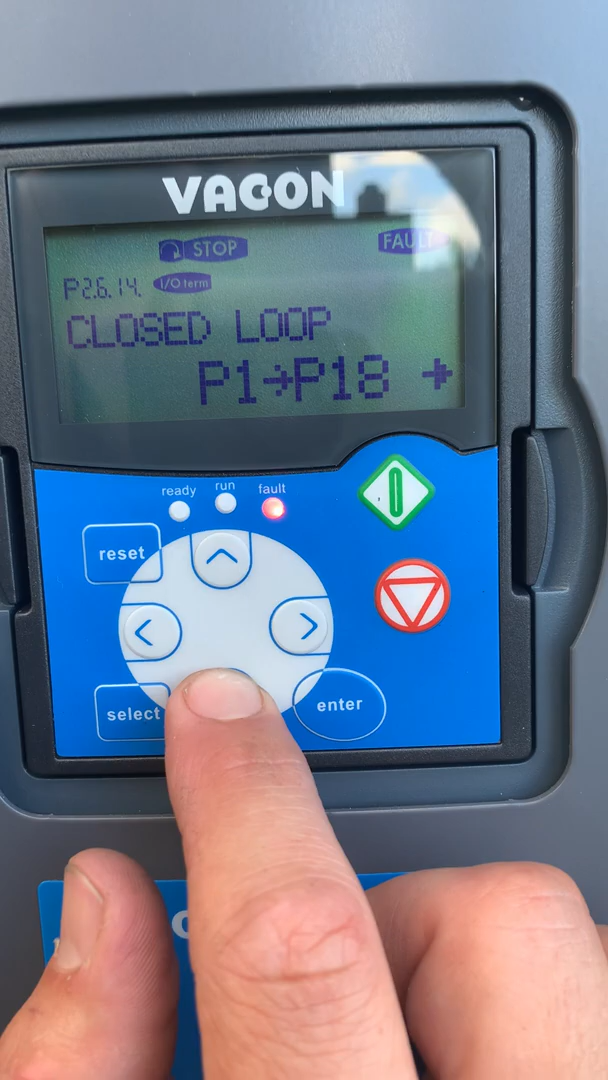 VACON
STOP FAULT
P2.6.14. I/O term
CLOSED LOOP
P1→P18
ready run fault
reset
select
enter